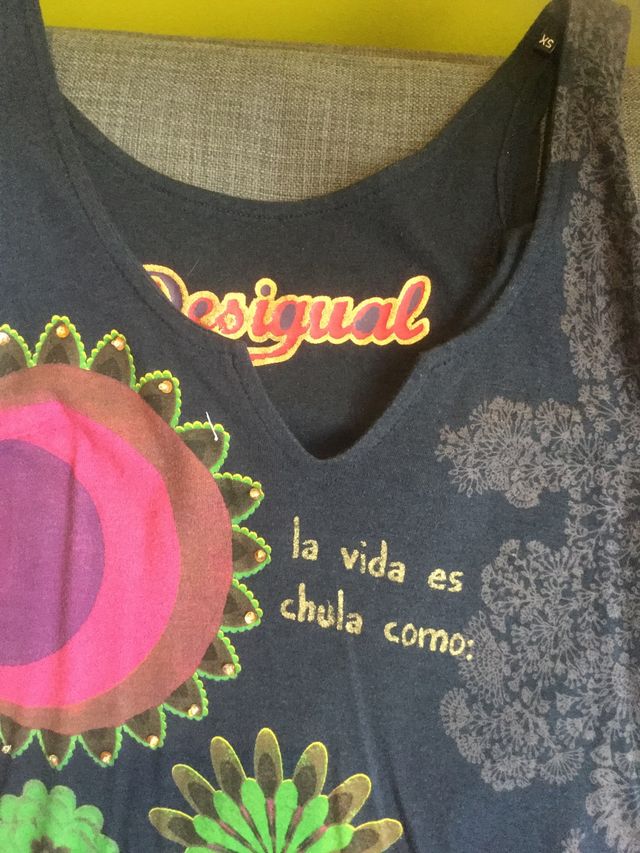 XS
Desigual
la vida es
chula como: